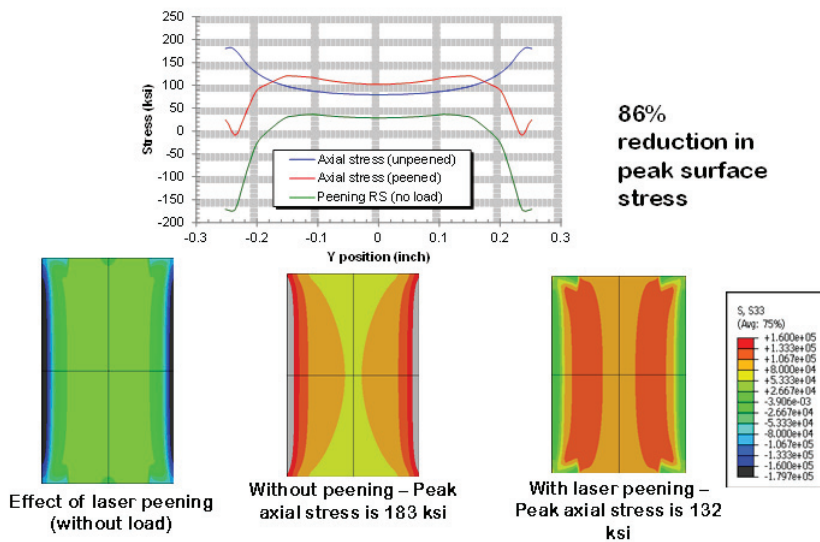 250
200
150
100
50
0
-50
-100
-150
-200
Stress (ksi)
Axial stress (unpeened)
Axial stress (peened)
Peening RS (no load)
-0.3
-0.2
-0.1
0
0.1
0.2
0.3
Y position (inch)
86%
reduction in
peak surface
stress
Effect of laser peening
(without load)
Without peening – Peak
axial stress is 183 ksi
With laser peening –
Peak axial stress is 132
ksi
S, S33
(Avg: 75%)
+1.600e+05
+1.333e+05
+1.067e+05
+8.000e+04
+5.333e+04
+2.667e+04
-3.906e-03
-2.667e+04
-5.333e+04
-8.000e+04
-1.067e+05
-1.333e+05
-1.600e+05
-1.797e+05